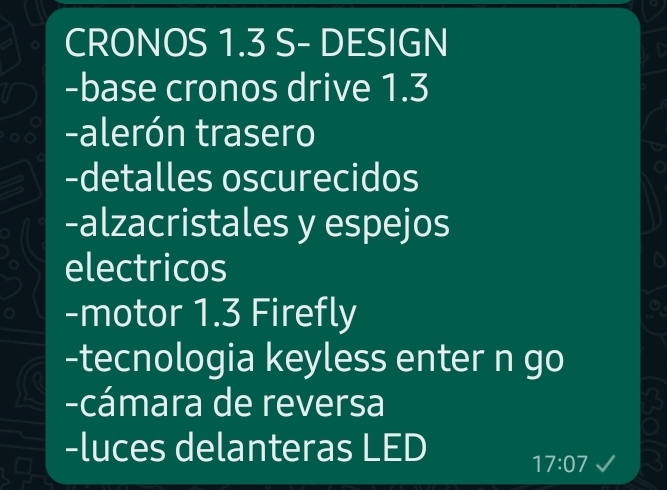 CRONOS 1.3 S- DESIGN
-base cronos drive 1.3
-alerón trasero
-detalles oscurecidos
-alzacristales y espejos
electricos
-motor 1.3 Firefly
-tecnologia keyless enter n go
-cámara de reversa
-luces delanteras LED
17:07